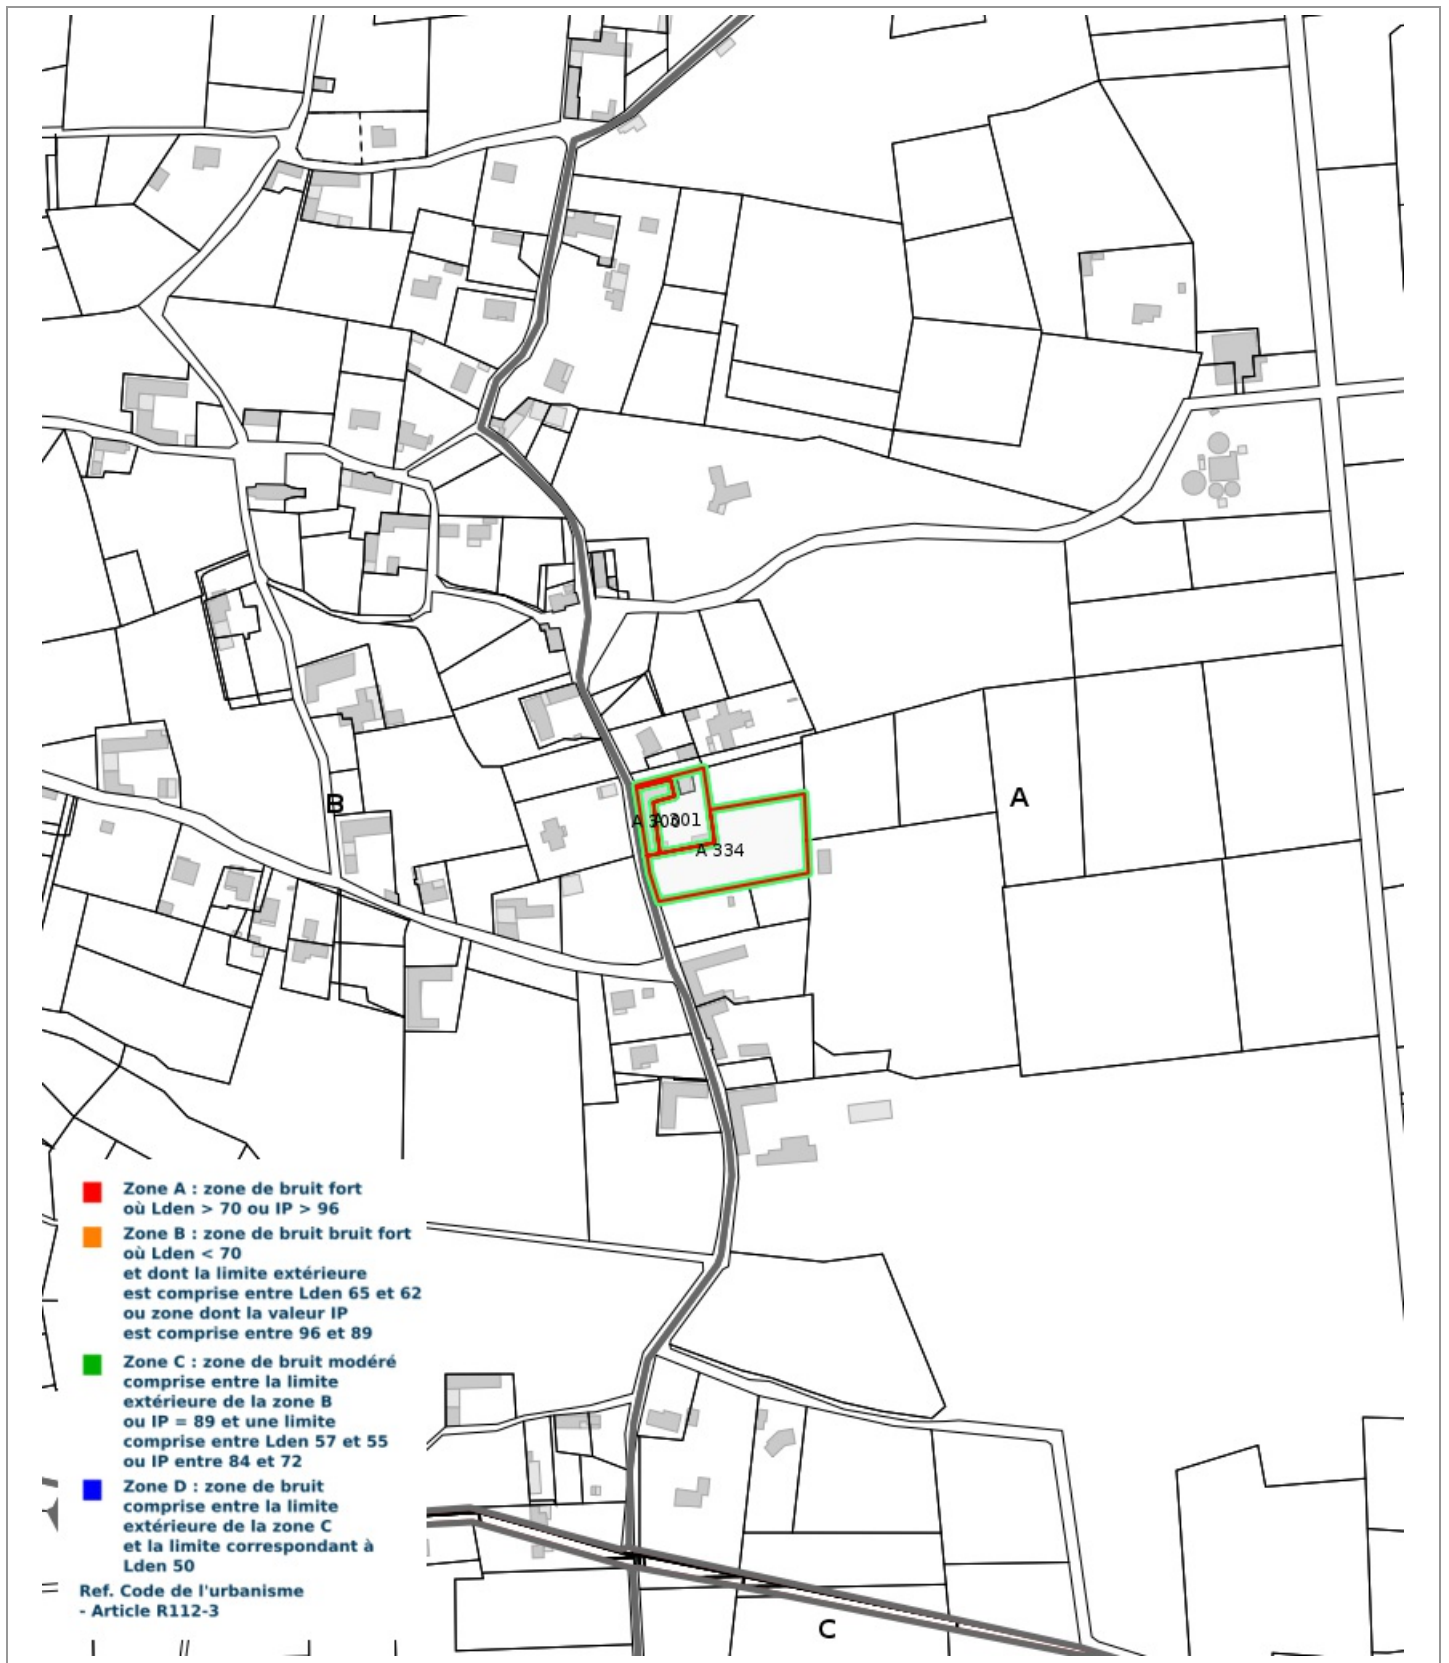 A
B
A 300
A 301
A 334
Zone A : zone de bruit fort
où Lden > 70 ou IP > 96
Zone B : zone de bruit bruit fort
où Lden < 70
et dont la limite extérieure
est comprise entre Lden 65 et 62
ou zone dont la valeur IP
est comprise entre 96 et 89
Zone C : zone de bruit modéré
comprise entre la limite
extérieure de la zone B
ou IP = 89 et une limite
comprise entre Lden 57 et 55
ou IP entre 84 et 72
Zone D : zone de bruit
comprise entre la limite
extérieure de la zone C
et la limite correspondant à
Lden 50
Ref. Code de l'urbanisme
- Article R112-3
C